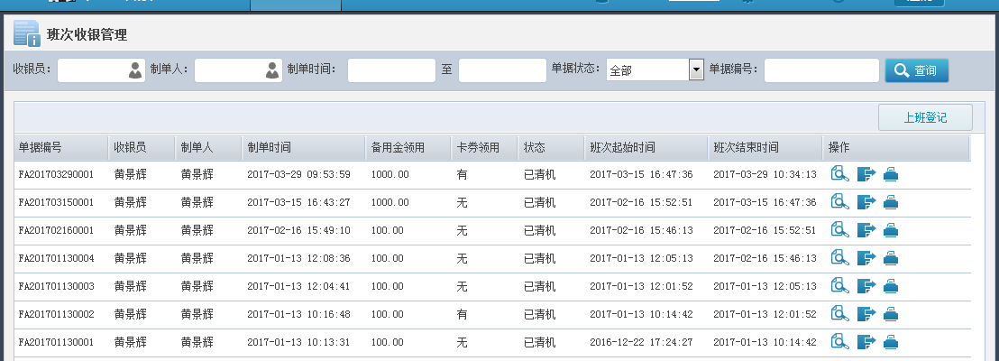 班次收银管理
收银员: 制单人: 制单时间: 至 单据状态: 全部 单据编号: 查询
上班登记
单据编号 收银员 制单人 制单时间 备用金领用 卡券领用 状态 班次起始时间 班次结束时间 操作
FA201703290001 黄景辉 黄景辉 2017-03-29 09:53:59 1000.00 有 已清机 2017-03-15 16:47:36 2017-03-29 10:34:13
FA201703150001 黄景辉 黄景辉 2017-03-15 16:43:27 1000.00 无 已清机 2017-02-16 15:52:51 2017-03-15 16:47:36
FA201702160001 黄景辉 黄景辉 2017-02-16 15:49:10 100.00 无 已清机 2017-02-16 15:46:13 2017-02-16 15:52:51
FA201701130004 黄景辉 黄景辉 2017-01-13 12:08:36 100.00 无 已清机 2017-01-13 12:05:13 2017-02-16 15:46:13
FA201701130003 黄景辉 黄景辉 2017-01-13 12:04:41 100.00 无 已清机 2017-01-13 12:01:52 2017-01-13 12:05:13
FA201701130002 黄景辉 黄景辉 2017-01-13 10:16:48 100.00 有 已清机 2017-01-13 10:14:42 2017-01-13 12:01:52
FA201701130001 黄景辉 黄景辉 2017-01-13 10:13:31 100.00 无 已清机 2016-12-22 17:24:27 2017-01-13 10:14:42